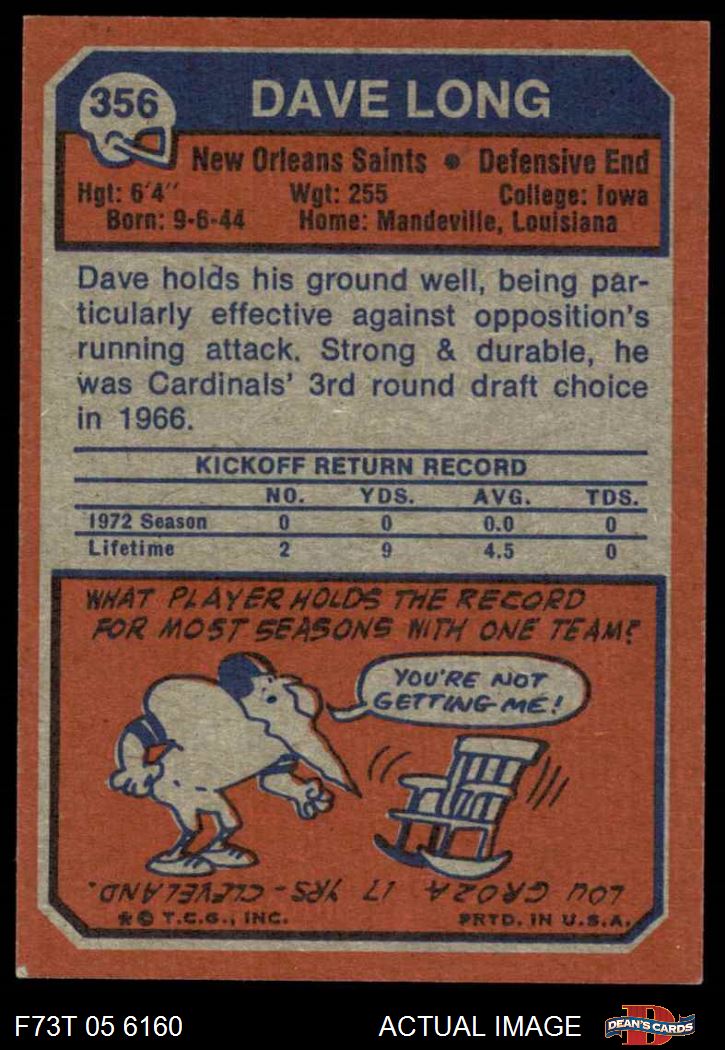 356
DAVE LONG
New Orleans Saints • Defensive End
Hgt: 6'4" Wgt: 255 College: Iowa
Born: 9-6-44 Home: Mandeville, Louisiana
Dave holds his ground well, being par-
ticularly effective against opposition's
running attack. Strong & durable, he
was Cardinals' 3rd round draft choice
in 1966.
KICKOFF RETURN RECORD
NO. YDS. AVG. TDS.
1972 Season 0 0 0.0 0
Lifetime 2 9 4.5 0
WHAT PLAYER HOLDS THE RECORD
FOR MOST SEASONS WITH ONE TEAM?
YOU'RE NOT
GETTING ME!
LOU GROZA 17 YRS-CLEVELAND.
*© T.C.G., INC. PRTD. IN U.S.A.
F73T 05 6160 ACTUAL IMAGE
D
DEAN'S CARDS